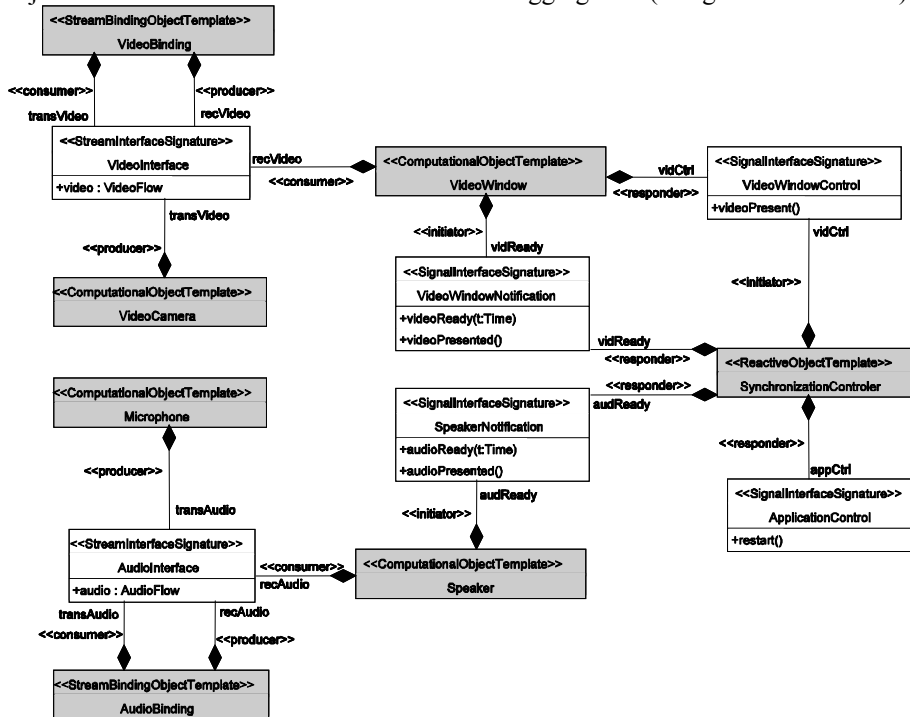 <<StreamBindingObjectTemplate>>
VideoBinding
<<consumer>>
<<producer>>
transVideo
recVideo
<<StreamInterfaceSignature>>
VideoInterface
+video : VideoFlow
recVideo
<<consumer>>
<<ComputationalObjectTemplate>>
VideoWindow
vidCtrl
<<responder>>
<<SignalInterfaceSignature>>
VideoWindowControl
+videoPresent()
transVideo
<<producer>>
<<initiator>>
vidReady
vidCtrl
<<initiator>>
<<ComputationalObjectTemplate>>
VideoCamera
<<SignalInterfaceSignature>>
VideoWindowNotification
+videoReady(t:Time)
+videoPresented()
vidReady
<<responder>>
<<ReactiveObjectTemplate>>
SynchronizationControler
<<responder>>
audReady
<<ComputationalObjectTemplate>>
Microphone
<<SignalInterfaceSignature>>
SpeakerNotification
+audioReady(t:Time)
+audioPresented()
<<responder>>
appCtrl
<<producer>>
transAudio
audReady
<<initiator>>
<<SignalInterfaceSignature>>
ApplicationControl
+restart()
<<StreamInterfaceSignature>>
AudioInterface
+audio : AudioFlow
<<consumer>>
recAudio
<<ComputationalObjectTemplate>>
Speaker
transAudio
recAudio
<<consumer>>
<<producer>>
<<StreamBindingObjectTemplate>>
AudioBinding